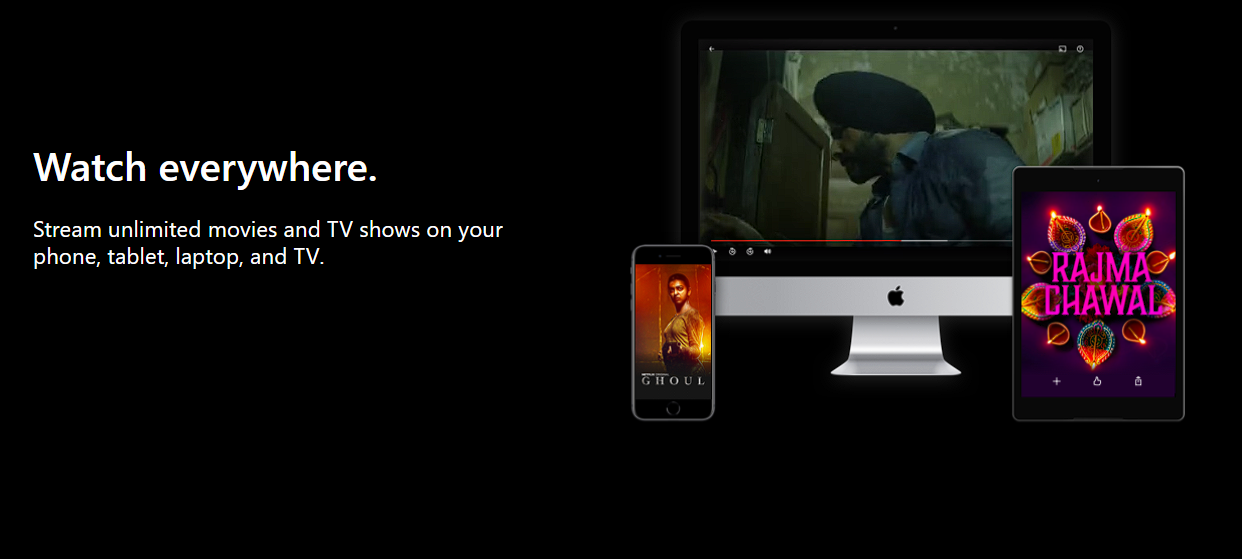 Watch everywhere.
Stream unlimited movies and TV shows on your
phone, tablet, laptop, and TV.
RAJMA
CHAWAL
NETFLIX ORIGINAL
GHOUL